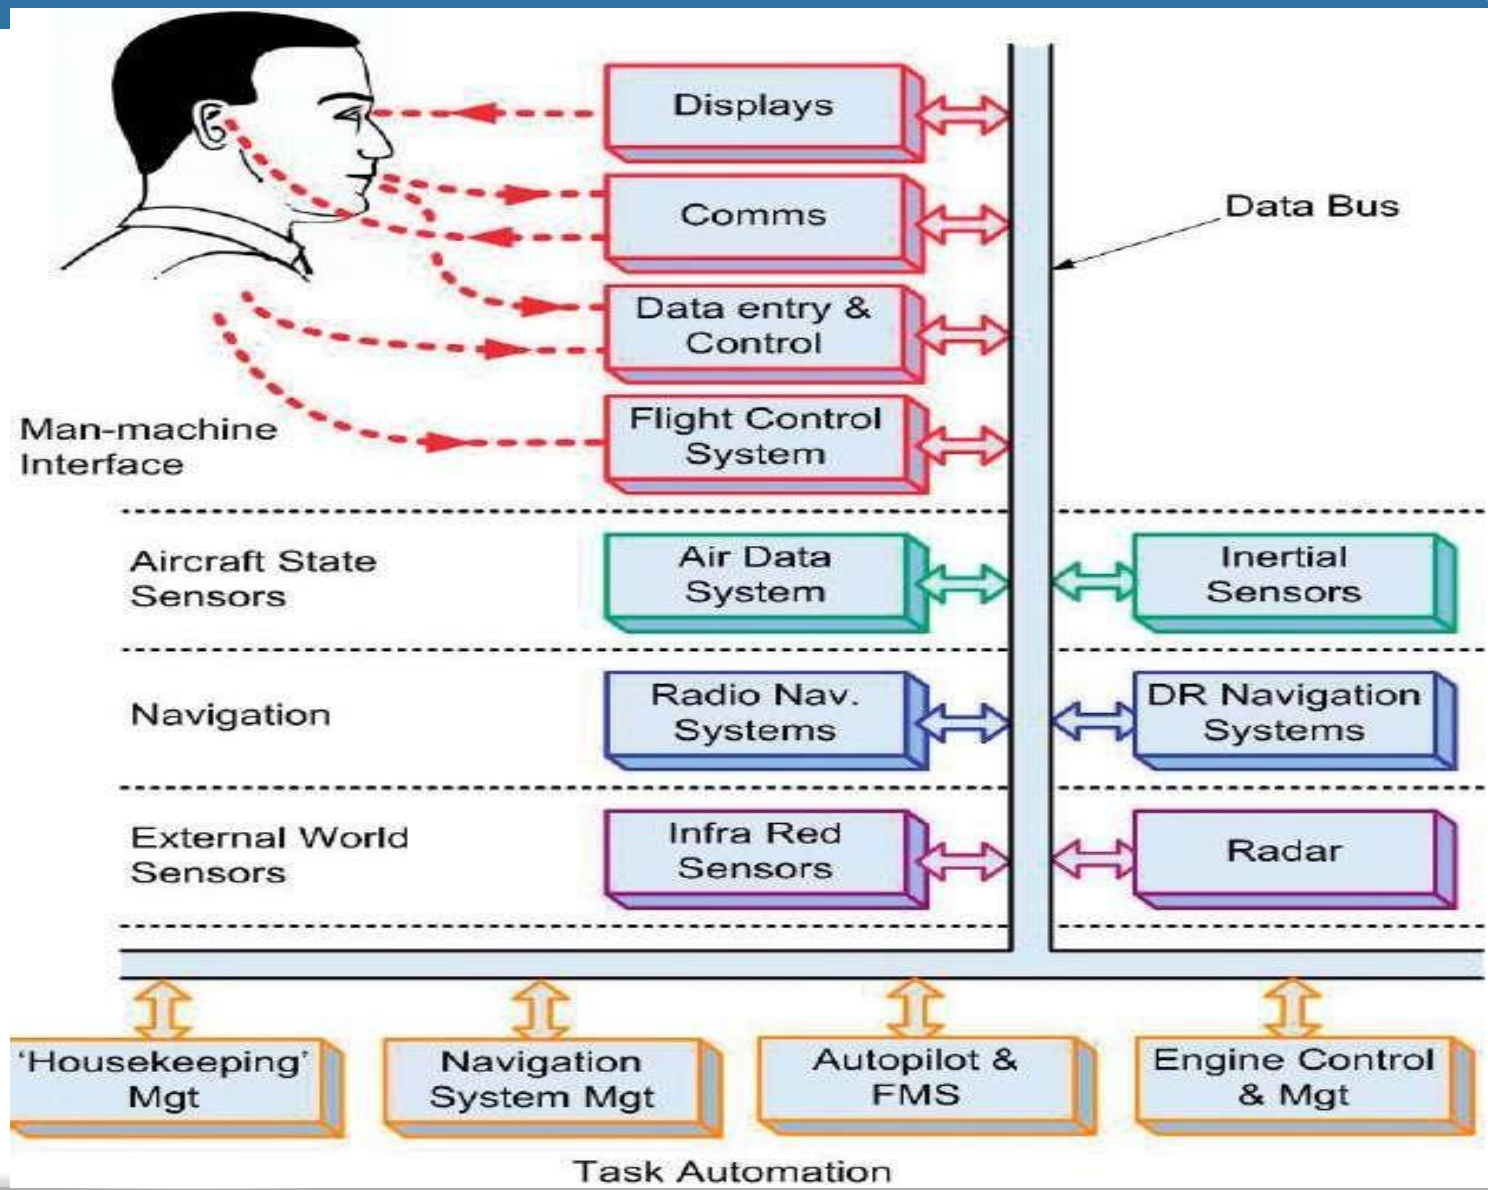 Displays
Comms
Data Bus
Data entry &
Control
Flight Control
System
Man-machine
Interface
Aircraft State
Sensors
Air Data
System
Inertial
Sensors
Navigation
Radio Nav.
Systems
DR Navigation
Systems
External World
Sensors
Infra Red
Sensors
Radar
‘Housekeeping’
Mgt
Navigation
System Mgt
Autopilot &
FMS
Engine Control
& Mgt
Task Automation